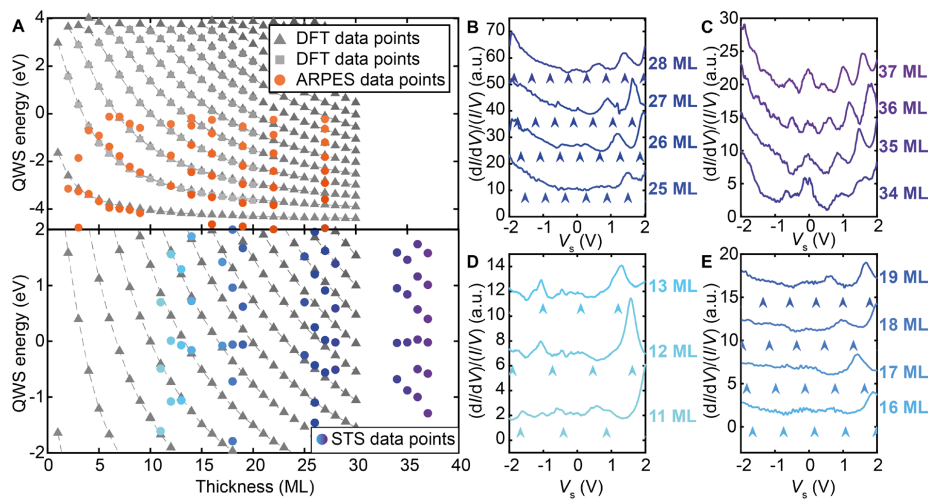 A
DFT data points
DFT data points
ARPES data points
QWS energy (eV)
4
2
0
-2
-4
2
1
0
-1
-2
QWS energy (eV)
STS data points
0 5 10 15 20 25 30 35 40
Thickness (ML)
B
(dI/dV)(I/V) (a.u.)
70
60
50
40
30
20
10
0
28 ML
27 ML
26 ML
25 ML
-2 -1 0 1 2
Vs (V)
C
(dI/dV)(I/V) (a.u.)
30
25
20
15
10
5
0
37 ML
36 ML
35 ML
34 ML
-2 -1 0 1 2
Vs (V)
D
(dI/dV)(I/V) (a.u.)
14
12
10
8
6
4
2
0
13 ML
12 ML
11 ML
-2 -1 0 1 2
Vs (V)
E
(dI/dV)(I/V) (a.u.)
20
15
10
5
0
19 ML
18 ML
17 ML
16 ML
-2 -1 0 1 2
Vs (V)